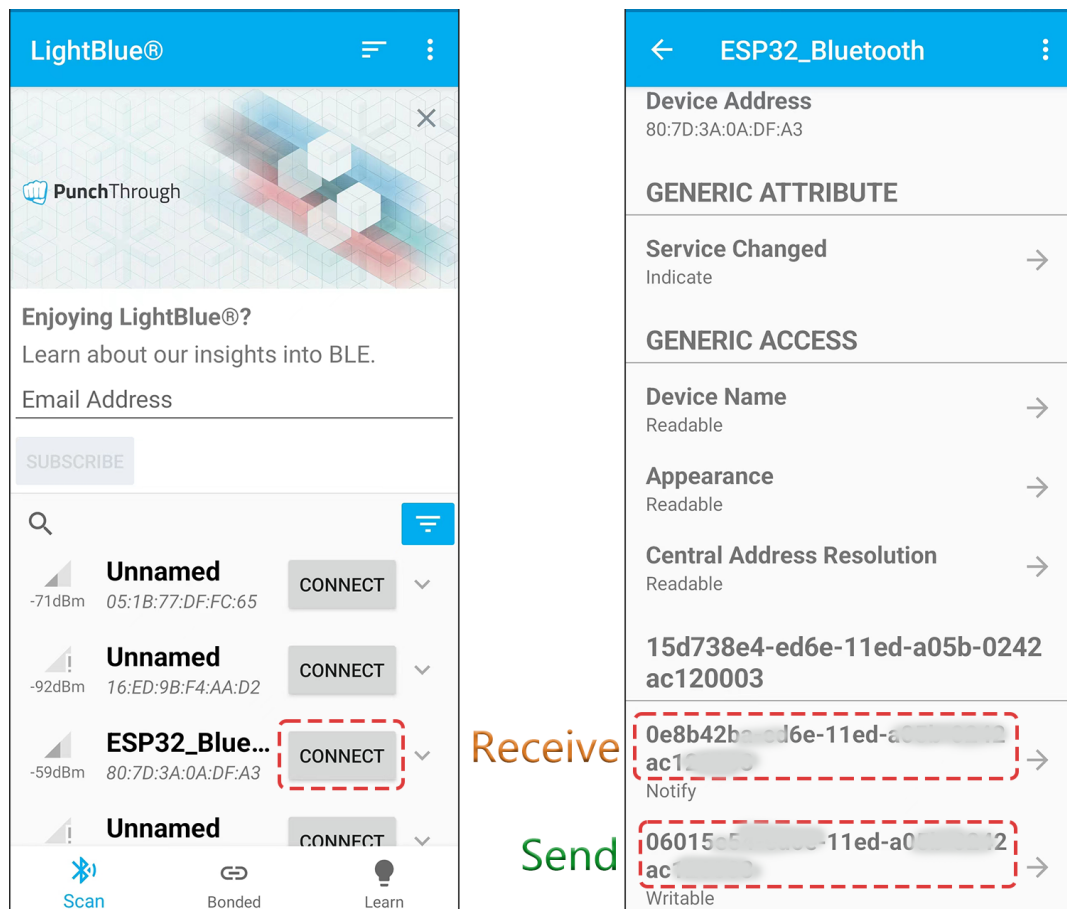 LightBlue®
PunchThrough
Enjoying LightBlue®?
Learn about our insights into BLE.
Email Address
SUBSCRIBE
Unnamed
-71dBm
05:1B:77:DF:FC:65
CONNECT
Unnamed
-92dBm
16:ED:9B:F4:AA:D2
CONNECT
ESP32_Blue...
-59dBm
80:7D:3A:0A:DF:A3
CONNECT
Unnamed
CONNECT
Scan
Bonded
Learn
Receive
Send
ESP32_Bluetooth
Device Address
80:7D:3A:0A:DF:A3
GENERIC ATTRIBUTE
Service Changed
Indicate
GENERIC ACCESS
Device Name
Readable
Appearance
Readable
Central Address Resolution
Readable
15d738e4-ed6e-11ed-a05b-0242
ac120003
Notify
Writable